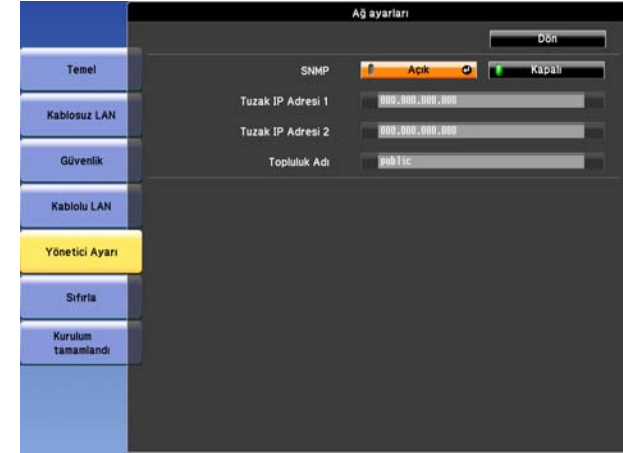 Ağ ayarları
Dön
Temel
Kablosuz LAN
Güvenlik
Kablolu LAN
Yönetici Ayarı
Sıfırla
Kurulum
tamamlandı
SNMP Açık Kapalı
Tuzak IP Adresi 1 000.000.000.000
Tuzak IP Adresi 2 000.000.000.000
Topluluk Adı public